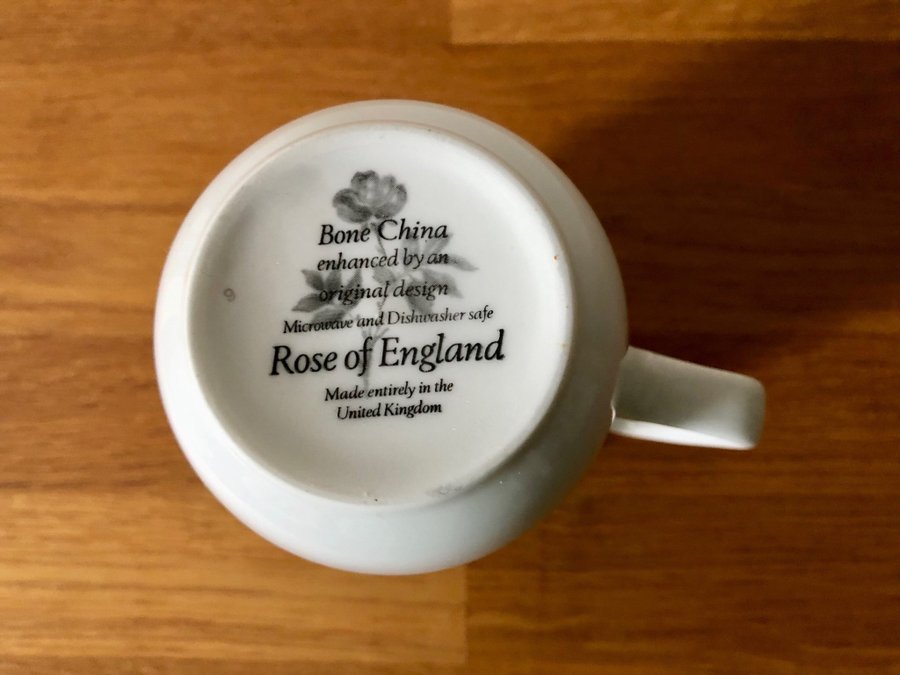 Bone China
enhanced by an
original design
Microwave and Dishwasher safe
Rose of England
Made entirely in the
United Kingdom